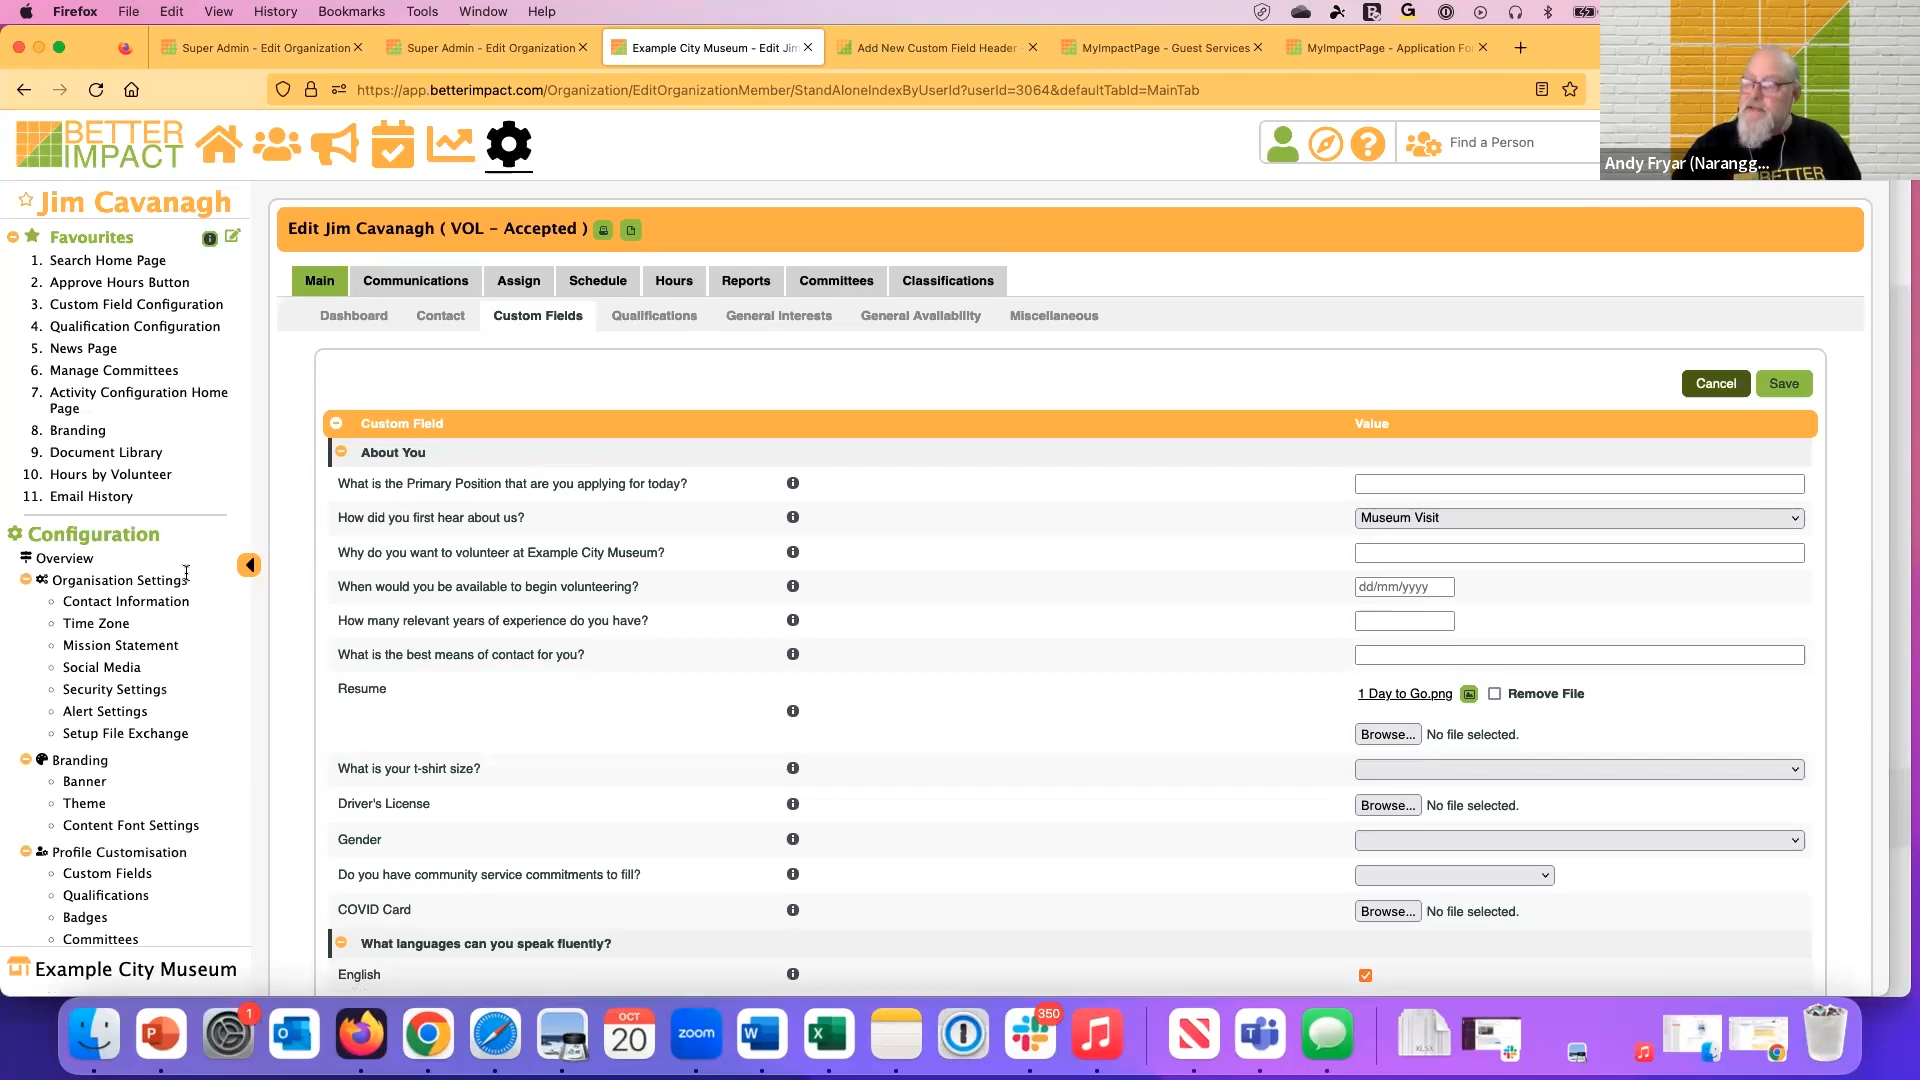 Firefox File Edit View History Bookmarks Tools Window Help
Super Admin - Edit Organization
Super Admin - Edit Organization
Example City Museum - Edit Jim
Add New Custom Field Header
MyImpactPage - Guest Services
MyImpactPage - Application Fo
https://app.betterimpact.com/Organization/EditOrganizationMember/StandAloneIndexByUserId?userId=3064&defaultTabId=MainTab
BETTER
IMPACT
Find a Person
Andy Fryar (Narangg...
BETTER
Jim Cavanagh
Favourites
1. Search Home Page
2. Approve Hours Button
3. Custom Field Configuration
4. Qualification Configuration
5. News Page
6. Manage Committees
7. Activity Configuration Home
Page
8. Branding
9. Document Library
10. Hours by Volunteer
11. Email History
Configuration
Overview
Organisation Settings
Contact Information
Time Zone
Mission Statement
Social Media
Security Settings
Alert Settings
Setup File Exchange
Branding
Banner
Theme
Content Font Settings
Profile Customisation
Custom Fields
Qualifications
Badges
Committees
Example City Museum
Edit Jim Cavanagh ( VOL - Accepted )
Main Communications Assign Schedule Hours Reports Committees Classifications
Dashboard Contact Custom Fields Qualifications General Interests General Availability Miscellaneous
Cancel Save
Custom Field Value
About You
What is the Primary Position that are you applying for today?
How did you first hear about us? Museum Visit
Why do you want to volunteer at Example City Museum?
When would you be available to begin volunteering? dd/mm/yyyy
How many relevant years of experience do you have?
What is the best means of contact for you?
Resume 1 Day to Go.png Remove File
Browse... No file selected.
What is your t-shirt size?
Driver's License Browse... No file selected.
Gender
Do you have community service commitments to fill?
COVID Card Browse... No file selected.
What languages can you speak fluently?
English
1
OCT
20
zoom
350
XLSX